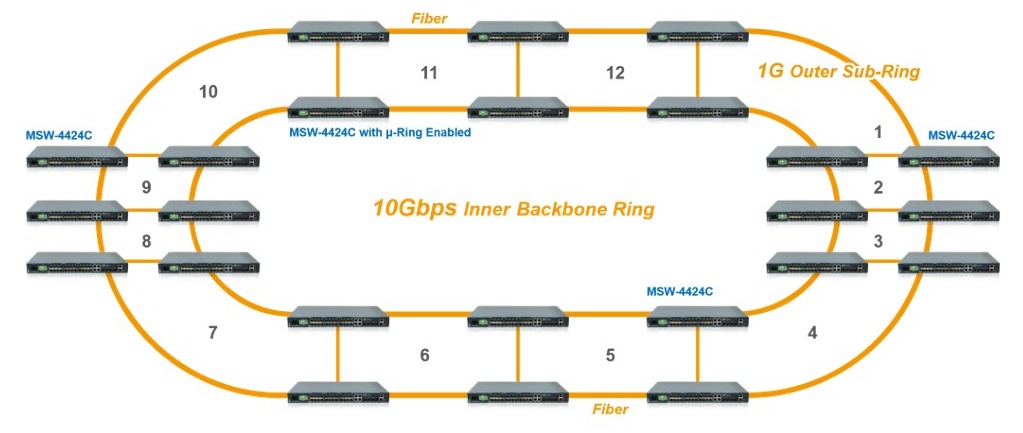 Fiber
11
12
1G Outer Sub-Ring
10
MSW-4424C with µ-Ring Enabled
MSW-4424C
1
MSW-4424C
9
2
10Gbps Inner Backbone Ring
8
3
MSW-4424C
7
6
5
4
Fiber